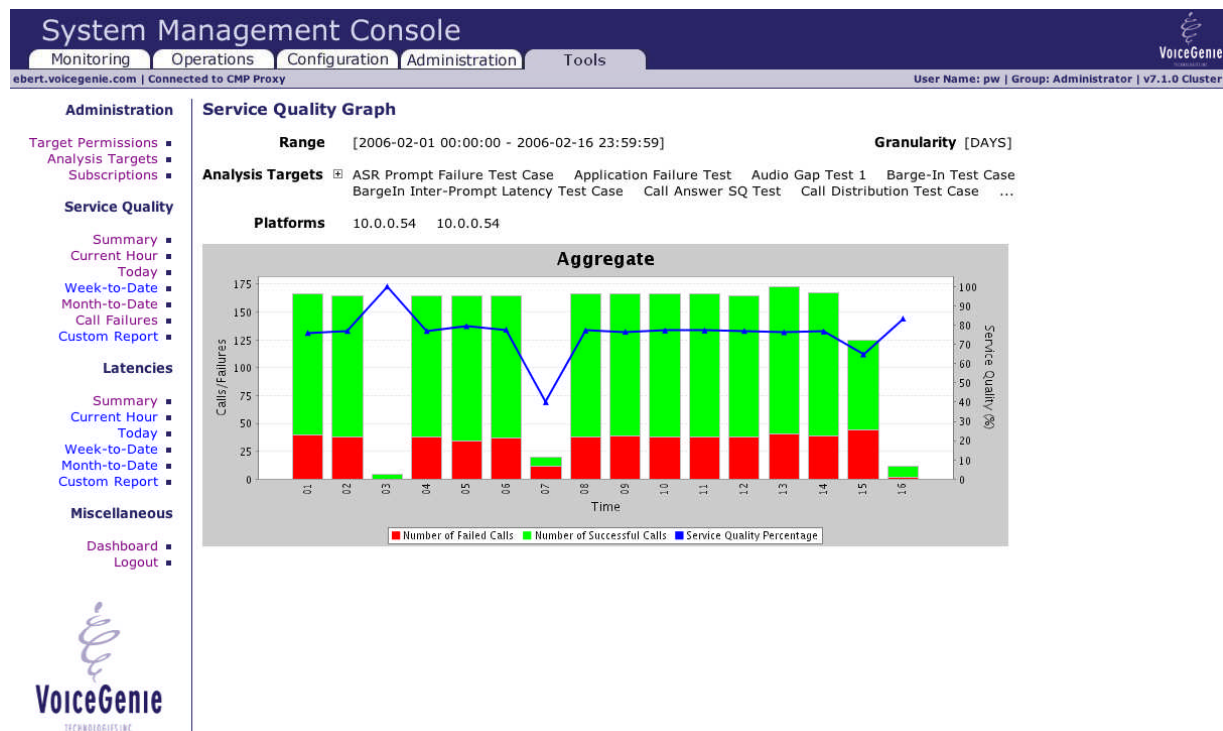 System Management Console
VoiceGenie
Monitoring Operations Configuration Administration Tools
ebert.voicegenie.com | Connected to CMP Proxy
User Name: pw | Group: Administrator | v7.1.0 Cluster
Administration
Target Permissions
Analysis Targets
Subscriptions
Service Quality
Summary
Current Hour
Today
Week-to-Date
Month-to-Date
Call Failures
Custom Report
Latencies
Summary
Current Hour
Today
Week-to-Date
Month-to-Date
Custom Report
Miscellaneous
Dashboard
Logout
VoiceGenie
TECHNOLOGIES INC
Service Quality Graph
Range [2006-02-01 00:00:00 - 2006-02-16 23:59:59] Granularity [DAYS]
Analysis Targets ASR Prompt Failure Test Case Application Failure Test Audio Gap Test 1 Barge-In Test Case
BargeIn Inter-Prompt Latency Test Case Call Answer SQ Test Call Distribution Test Case ...
Platforms 10.0.0.54 10.0.0.54
Aggregate
Calls/Failures
175
150
125
100
75
50
25
0
100
90
80
70
60
50
40
30
20
10
0
Service Quality (%)
01 02 03 04 05 06 07 08 09 10 11 12 13 14 15 16
Time
Number of Failed Calls Number of Successful Calls Service Quality Percentage